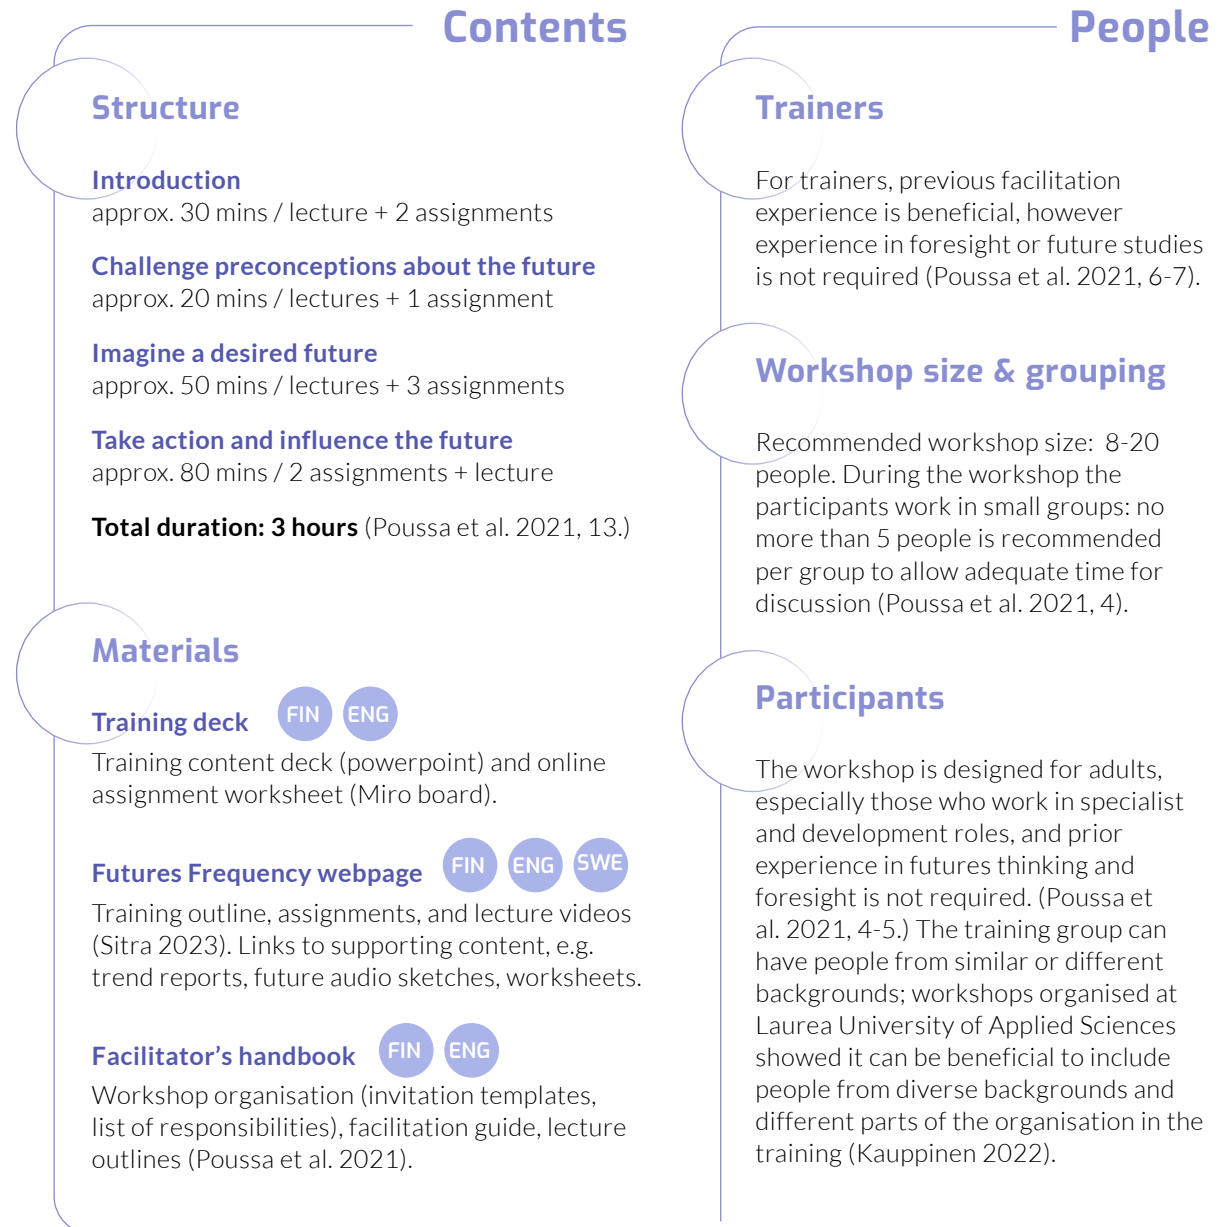 Contents
Structure
Introduction
approx. 30 mins / lecture + 2 assignments
Challenge preconceptions about the future
approx. 20 mins / lectures + 1 assignment
Imagine a desired future
approx. 50 mins / lectures + 3 assignments
Take action and influence the future
approx. 80 mins / 2 assignments + lecture
Total duration: 3 hours (Poussa et al. 2021, 13.)
Materials
Training deck FIN ENG
Training content deck (powerpoint) and online
assignment worksheet (Miro board).
Futures Frequency webpage FIN ENG SWE
Training outline, assignments, and lecture videos
(Sitra 2023). Links to supporting content, e.g.
trend reports, future audio sketches, worksheets.
Facilitator’s handbook FIN ENG
Workshop organisation (invitation templates,
list of responsibilities), facilitation guide, lecture
outlines (Poussa et al. 2021).
People
Trainers
For trainers, previous facilitation
experience is beneficial, however
experience in foresight or future studies
is not required (Poussa et al. 2021, 6-7).
Workshop size & grouping
Recommended workshop size: 8-20
people. During the workshop the
participants work in small groups: no
more than 5 people is recommended
per group to allow adequate time for
discussion (Poussa et al. 2021, 4).
Participants
The workshop is designed for adults,
especially those who work in specialist
and development roles, and prior
experience in futures thinking and
foresight is not required. (Poussa et
al. 2021, 4-5.) The training group can
have people from similar or different
backgrounds; workshops organised at
Laurea University of Applied Sciences
showed it can be beneficial to include
people from diverse backgrounds and
different parts of the organisation in the
training (Kauppinen 2022).